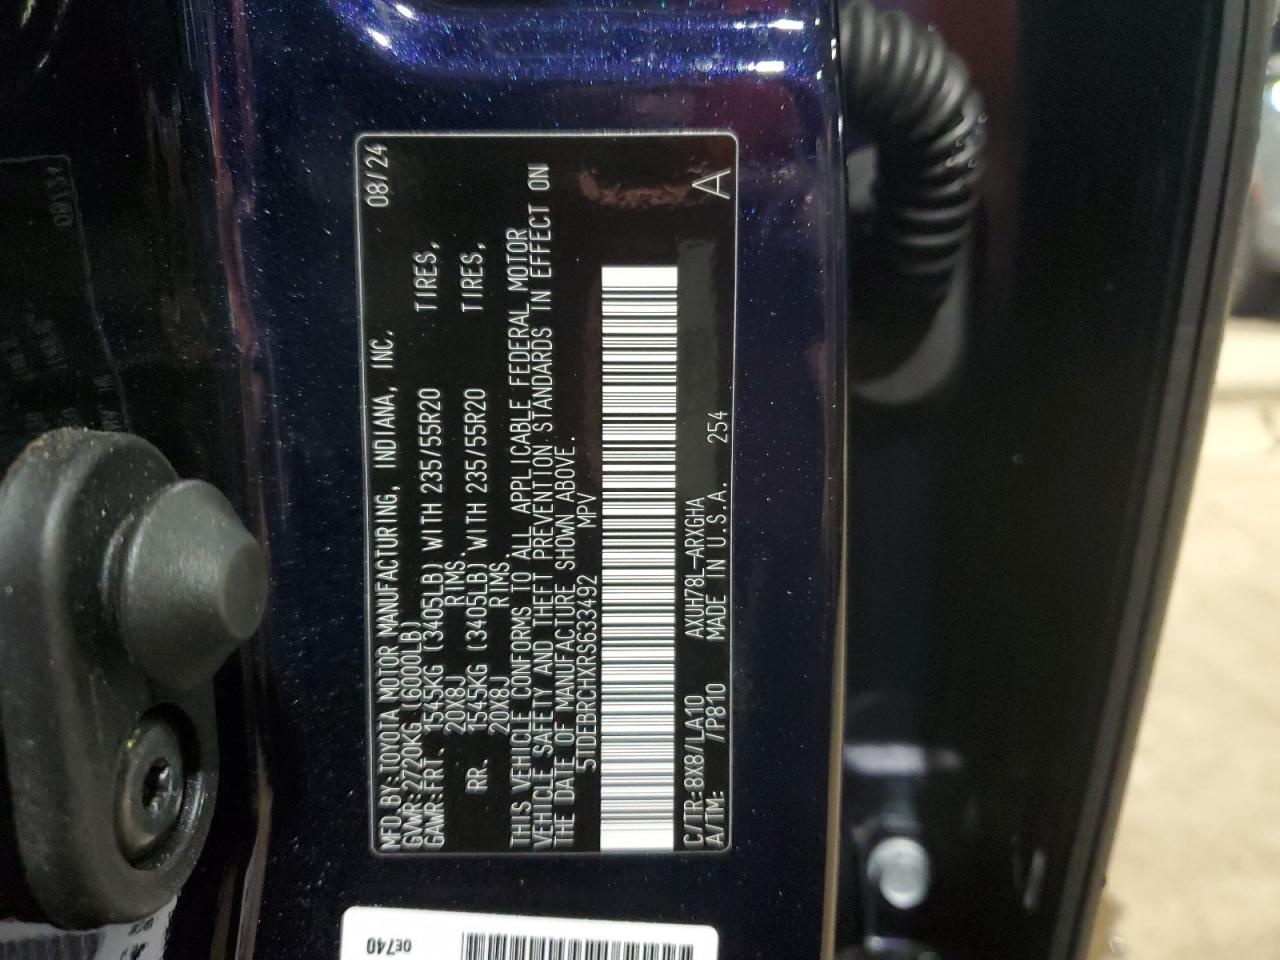 MFD. BY: TOYOTA MOTOR MANUFACTURING, INDIANA, INC. 08/24
GVWR: 2720KG (6000LB)
GAWR: FRT. 1545KG (3405LB) WITH 235/55R20 TIRES,
20X8J RIMS.
RR. 1545KG (3405LB) WITH 235/55R20 TIRES,
20X8J RIMS.
THIS VEHICLE CONFORMS TO ALL APPLICABLE FEDERAL MOTOR
VEHICLE SAFETY AND THEFT PREVENTION STANDARDS IN EFFECT ON
THE DATE OF MANUFACTURE SHOWN ABOVE.
5TDEBRCHXRS633492 MPV
C/TR: 8X8/LA10 AXUH78L-ARXGHA A
A/TM: /P810 MADE IN U.S.A. 254
0E740